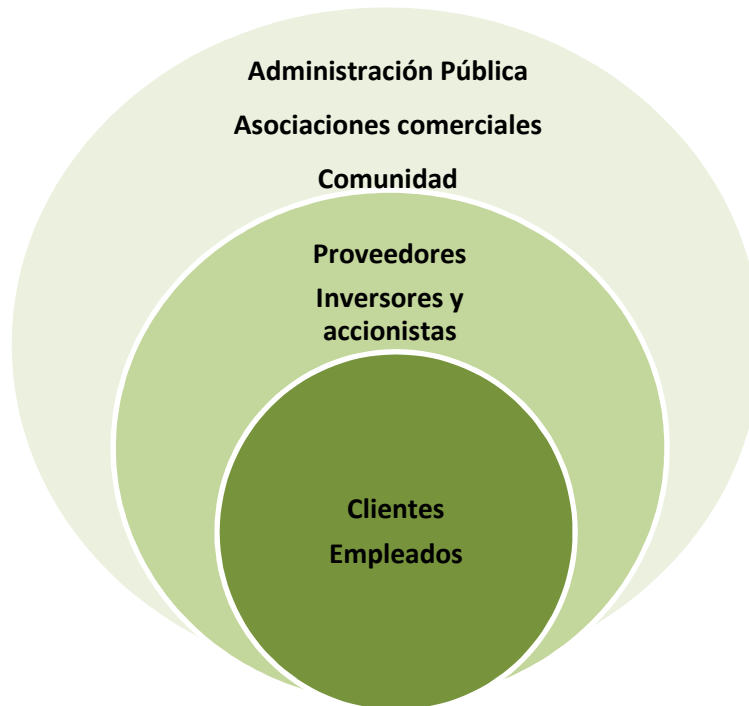 Administración Pública
Asociaciones comerciales
Comunidad
Proveedores
Inversores y
accionistas
Clientes
Empleados